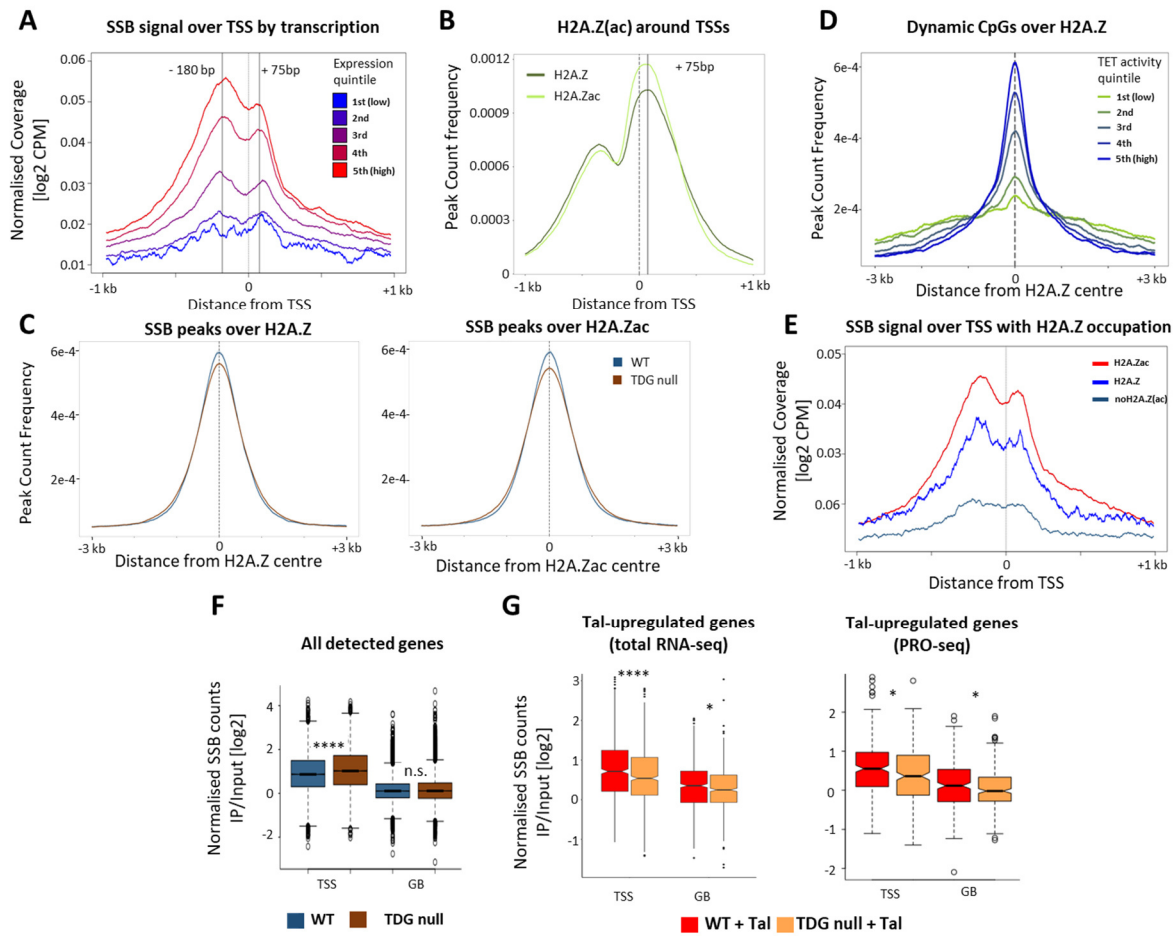 A
SSB signal over TSS by transcription
Normalised Coverage
[log2 CPM]
0.06
0.05
0.04
0.03
0.02
0.01
- 180 bp
+ 75bp
Expression
quintile
1st (low)
2nd
3rd
4th
5th (high)
-1 kb
0
+1 kb
Distance from TSS
B
H2A.Z(ac) around TSSs
Peak Count frequency
0.0012
0.0009
0.0006
0.0003
0
H2A.Z
H2A.Zac
+ 75bp
-1 kb
0
+1 kb
Distance from TSS
D
Dynamic CpGs over H2A.Z
Peak Count Frequency
6e-4
4e-4
2e-4
TET activity
quintile
1st (low)
2nd
3rd
4th
5th (high)
-3 kb
0
+3 kb
Distance from H2A.Z centre
C
SSB peaks over H2A.Z
Peak Count Frequency
6e-4
4e-4
2e-4
-3 kb
0
+3 kb
Distance from H2A.Z centre
SSB peaks over H2A.Zac
6e-4
4e-4
2e-4
WT
TDG null
-3 kb
0
+3 kb
Distance from H2A.Zac centre
E
SSB signal over TSS with H2A.Z occupation
Normalised Coverage
[log2 CPM]
0.05
0.04
0.03
0.06
H2A.Zac
H2A.Z
noH2A.Z(ac)
-1 kb
0
+1 kb
Distance from TSS
F
All detected genes
Normalised SSB counts
IP/Input [log2]
4
2
0
-2
****
n.s.
TSS
GB
WT
TDG null
G
Tal-upregulated genes
(total RNA-seq)
Normalised SSB counts
IP/Input [log2]
3
2
1
0
-1
****
*
TSS
GB
Tal-upregulated genes
(PRO-seq)
3
2
1
0
-1
-2
*
*
TSS
GB
WT + Tal
TDG null + Tal